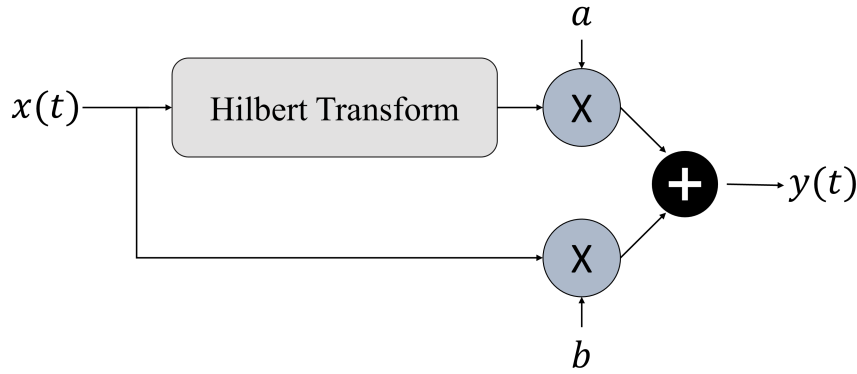 a
x(t)
Hilbert Transform
X
+
y(t)
X
b